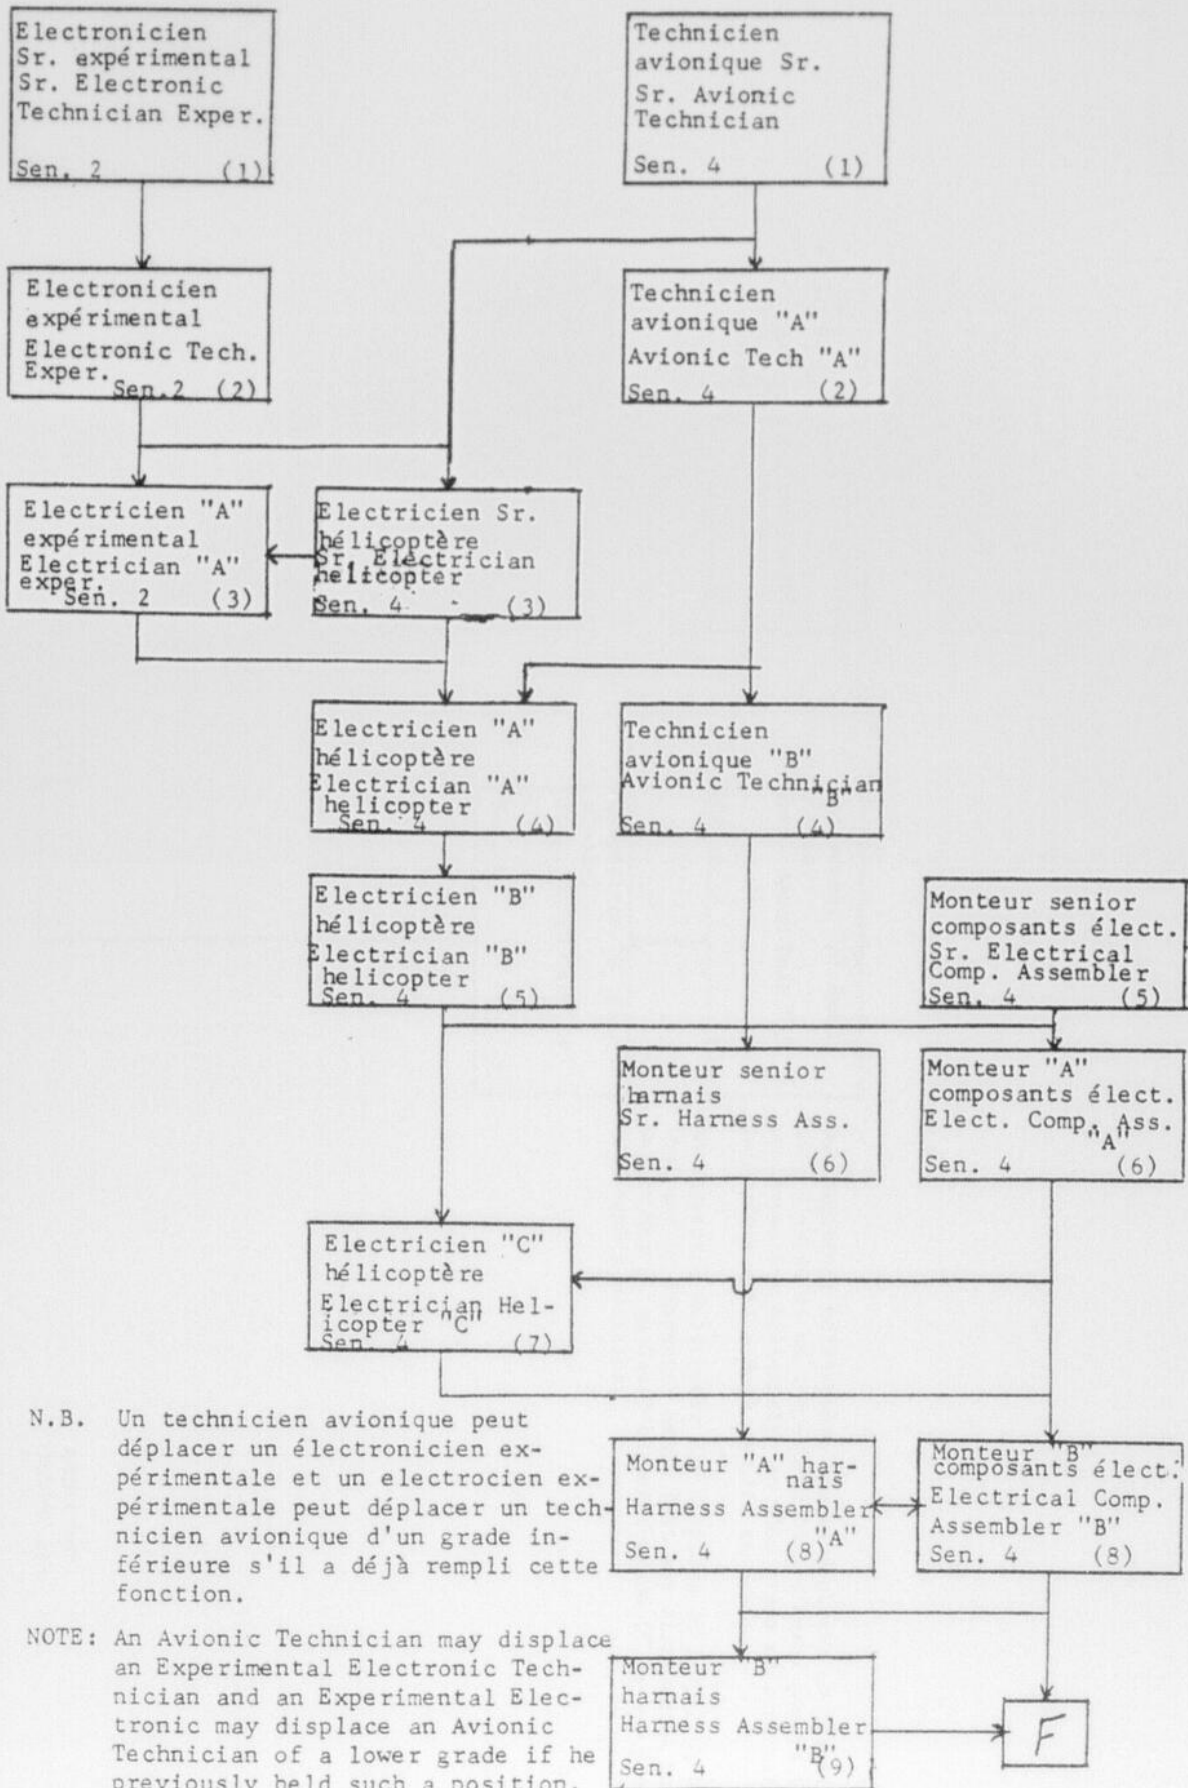 Electronicien
Sr. expérimental
Sr. Electronic
Technician Exper.
Sen. 2 (1)
Technicien
avionique Sr.
Sr. Avionic
Technician
Sen. 4 (1)
Electronicien
expérimental
Electronic Tech.
Exper.
Sen.2 (2)
Technicien
avionique "A"
Avionic Tech "A"
Sen. 4 (2)
Electricien "A"
expérimental
Electrician "A"
exper.
Sen. 2 (3)
Electricien Sr.
hélicoptère
Sr. Electrician
helicopter
Sen. 4 (3)
Electricien "A"
hélicoptère
Electrician "A"
helicopter
Sen. 4 (4)
Technicien
avionique "B"
Avionic Technician
"B"
Sen. 4 (4)
Electricien "B"
hélicoptère
Electrician "B"
helicopter
Sen. 4 (5)
Monteur senior
composants élect.
Sr. Electrical
Comp. Assembler
Sen. 4 (5)
Monteur senior
harnais
Sr. Harness Ass.
Sen. 4 (6)
Monteur "A"
composants élect.
Elect. Comp. Ass.
"A"
Sen. 4 (6)
Electricien "C"
hélicoptère
Electrician Hel-
icopter "C"
Sen. 4 (7)
N.B. Un technicien avionique peut
déplacer un électronicien ex-
périmentale et un electrocien ex-
périmentale peut déplacer un tech-
nicien avionique d'un grade in-
férieure s'il a déjà rempli cette
fonction.
Monteur "A" har-
nais
Harness Assembler
"A"
Sen. 4 (8)
Monteur "B"
composants élect.
Electrical Comp.
Assembler "B"
Sen. 4 (8)
NOTE: An Avionic Technician may displace
an Experimental Electronic Tech-
nician and an Experimental Elec-
tronic may displace an Avionic
Technician of a lower grade if he
previously held such a position.
Monteur "B"
harnais
Harness Assembler
"B"
Sen. 4 (9)
F